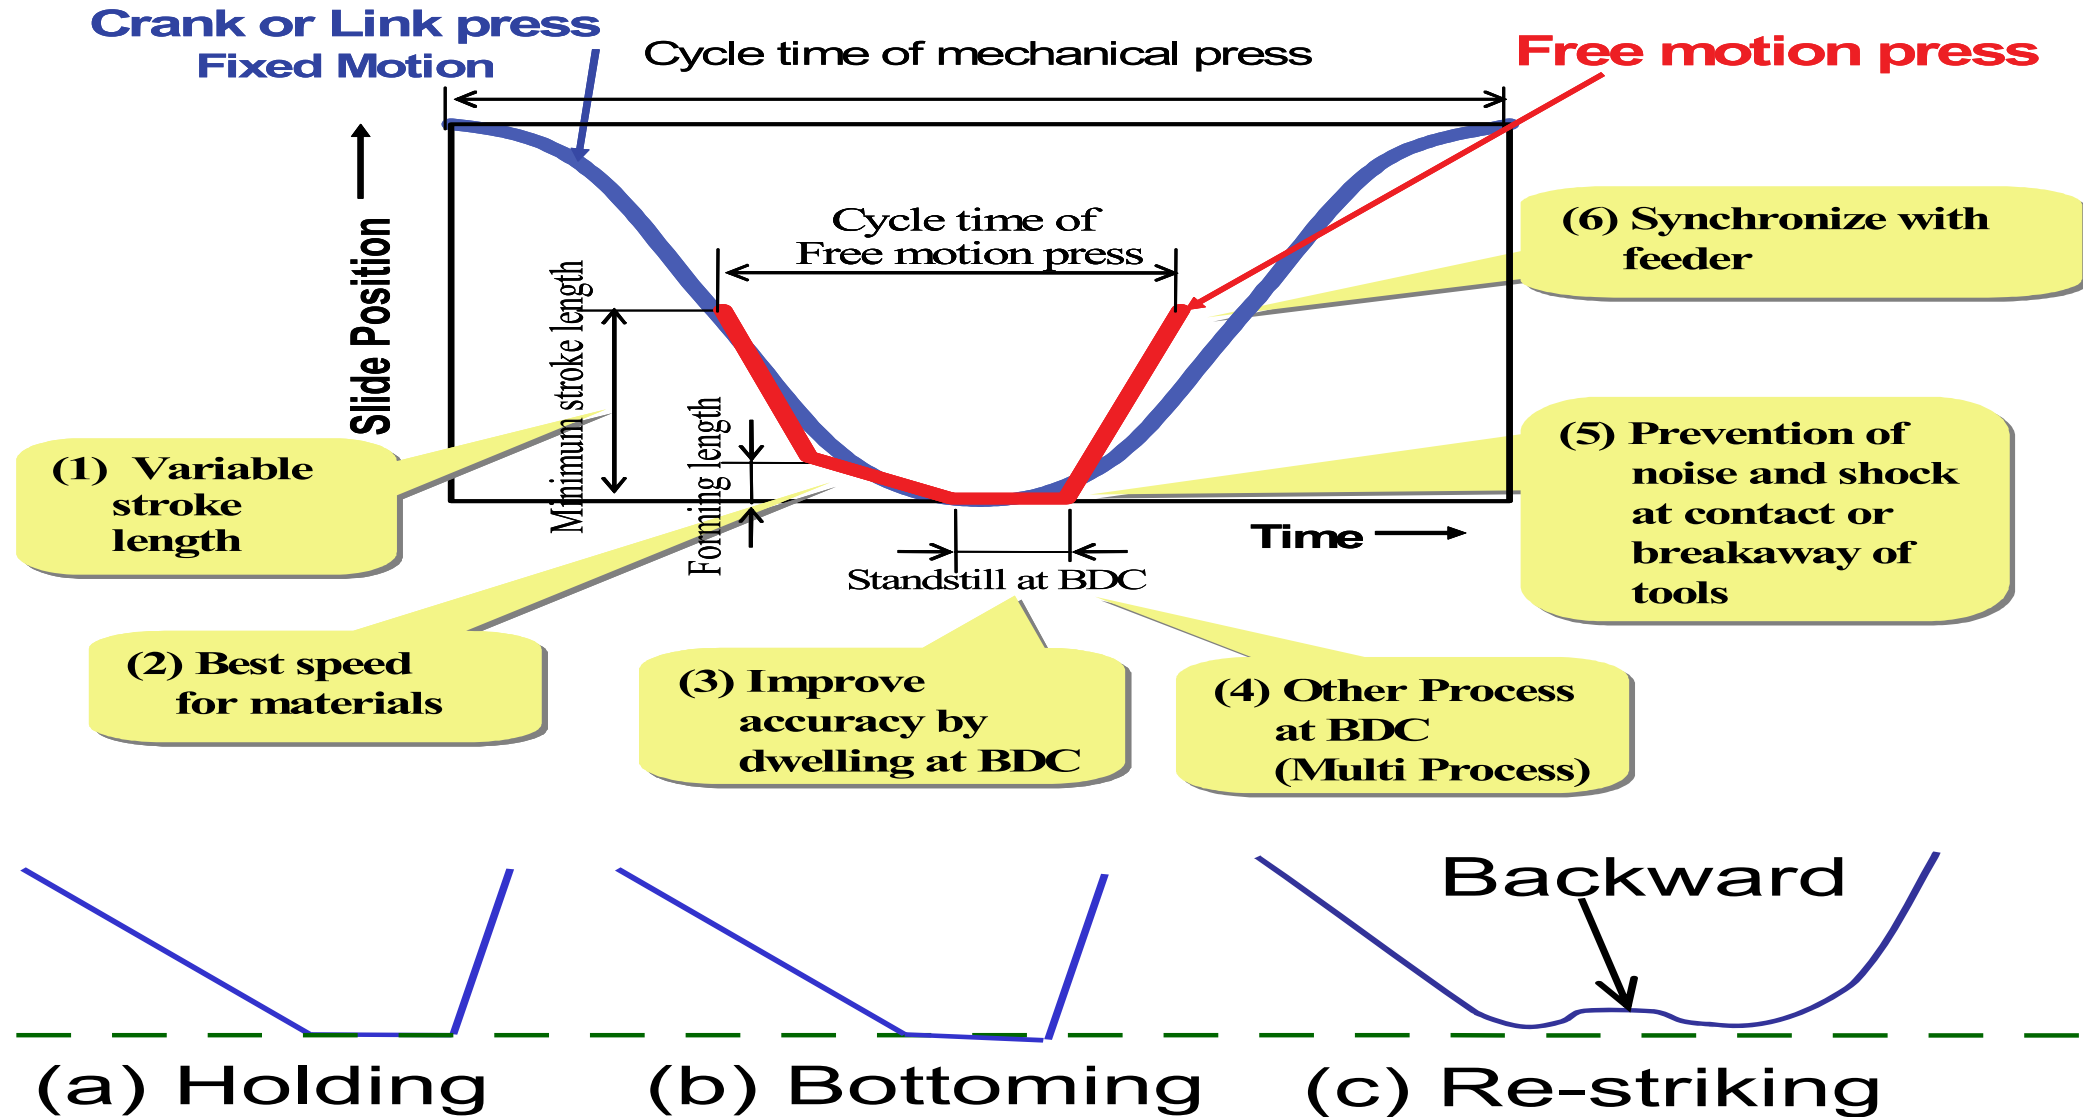 Crank or Link press
Fixed Motion
Cycle time of mechanical press
Free motion press
Slide Position
Cycle time of
Free motion press
Minimum stroke length
Forming length
(6) Synchronize with
feeder
(1) Variable
stroke
length
(5) Prevention of
noise and shock
at contact or
breakaway of
tools
Time
Standstill at BDC
(2) Best speed
for materials
(3) Improve
accuracy by
dwelling at BDC
(4) Other Process
at BDC
(Multi Process)
Backward
(a) Holding
(b) Bottoming
(c) Re-striking